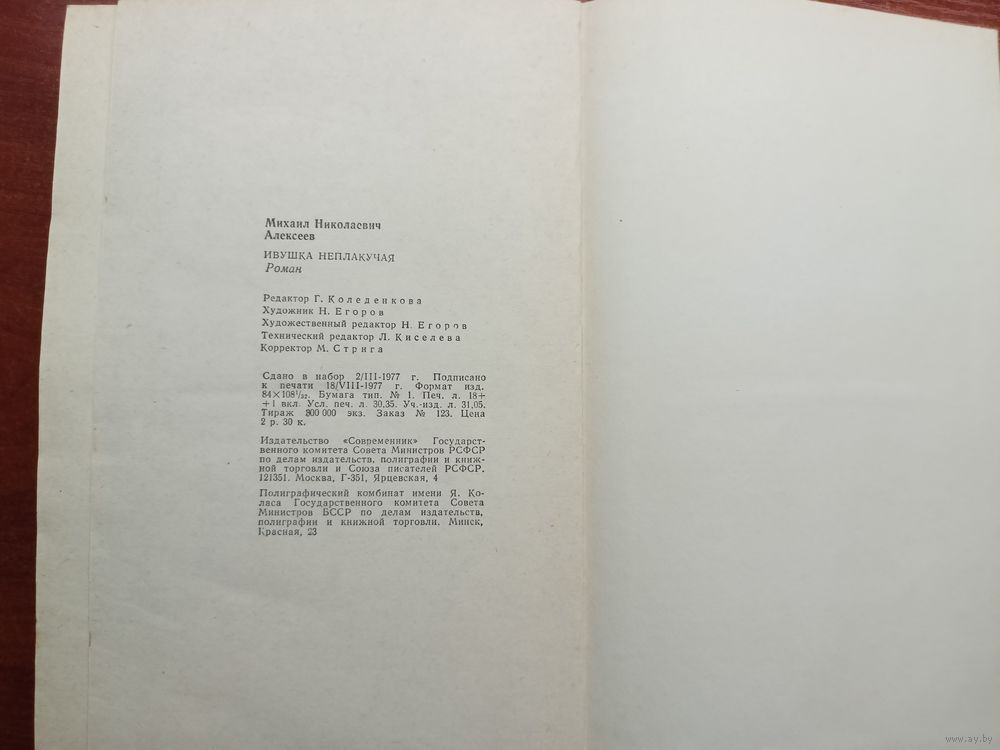 Михаил Николаевич
Алексеев
ИВУШКА НЕПЛАКУЧАЯ
Роман
Редактор Г. Коледенкова
Художник Н. Егоров
Художественный редактор Н. Егоров
Технический редактор Л. Киселева
Корректор М. Стрига
Сдано в набор 2/III-1977 г. Подписано
к печати 18/VIII-1977 г. Формат изд.
84×108¹/₃₂. Бумага тип. № 1. Печ. л. 18+
+1 вкл. Усл. печ. л. 30,35. Уч.-изд. л. 31,05.
Тираж 300 000 экз. Заказ № 123. Цена
2 р. 30 к.
Издательство «Современник» Государст-
венного комитета Совета Министров РСФСР
по делам издательств, полиграфии и книж-
ной торговли и Союза писателей РСФСР.
121351. Москва, Г-351, Ярцевская, 4
Полиграфический комбинат имени Я. Ко-
ласа Государственного комитета Совета
Министров БССР по делам издательств,
полиграфии и книжной торговли. Минск,
Красная, 23
www.ay.by